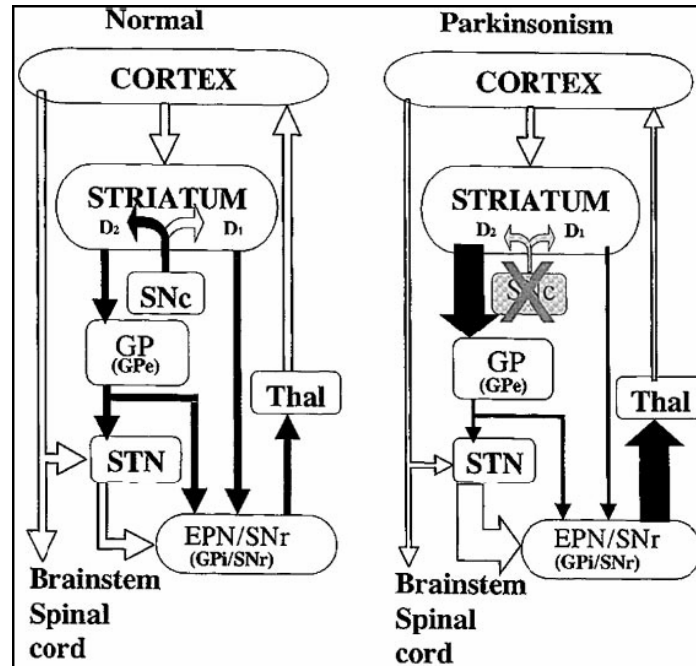 Normal
CORTEX
STRIATUM
D2 D1
SNc
GP
(GPe)
Thal
STN
EPN/SNr
(GPi/SNr)
Brainstem
Spinal
cord
Parkinsonism
CORTEX
STRIATUM
D2 D1
SNc
GP
(GPe)
Thal
STN
EPN/SNr
(GPi/SNr)
Brainstem
Spinal
cord